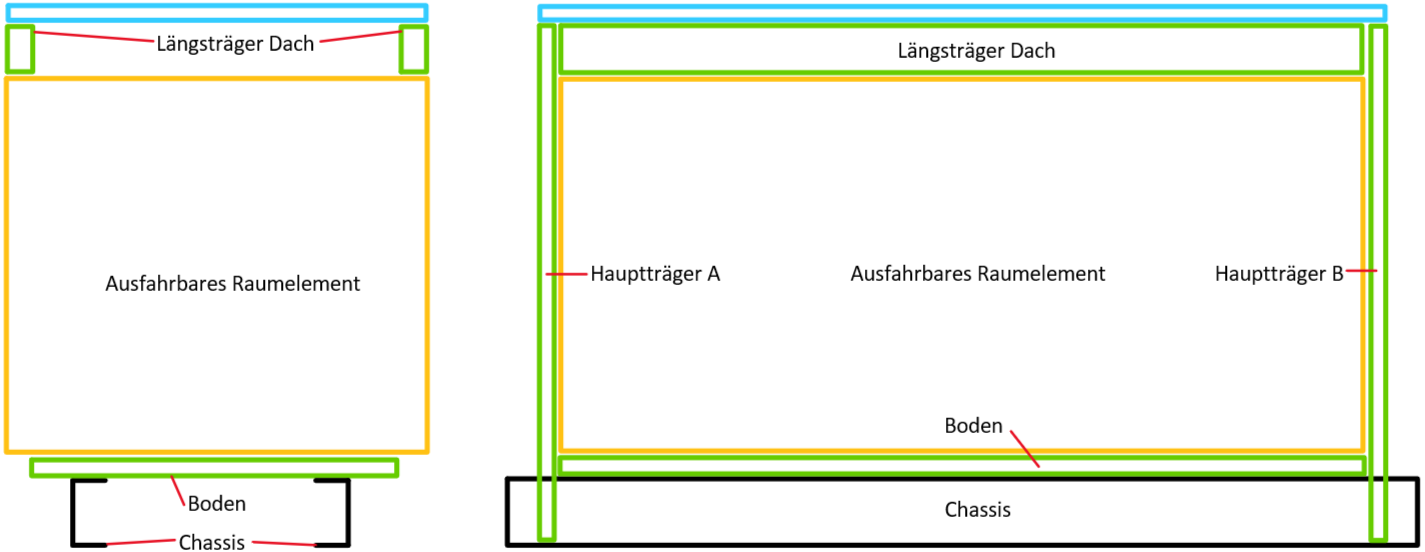 Längsträger Dach
Ausfahrbares Raumelement
Boden
Chassis
Längsträger Dach
Hauptträger A
Ausfahrbares Raumelement
Hauptträger B
Boden
Chassis